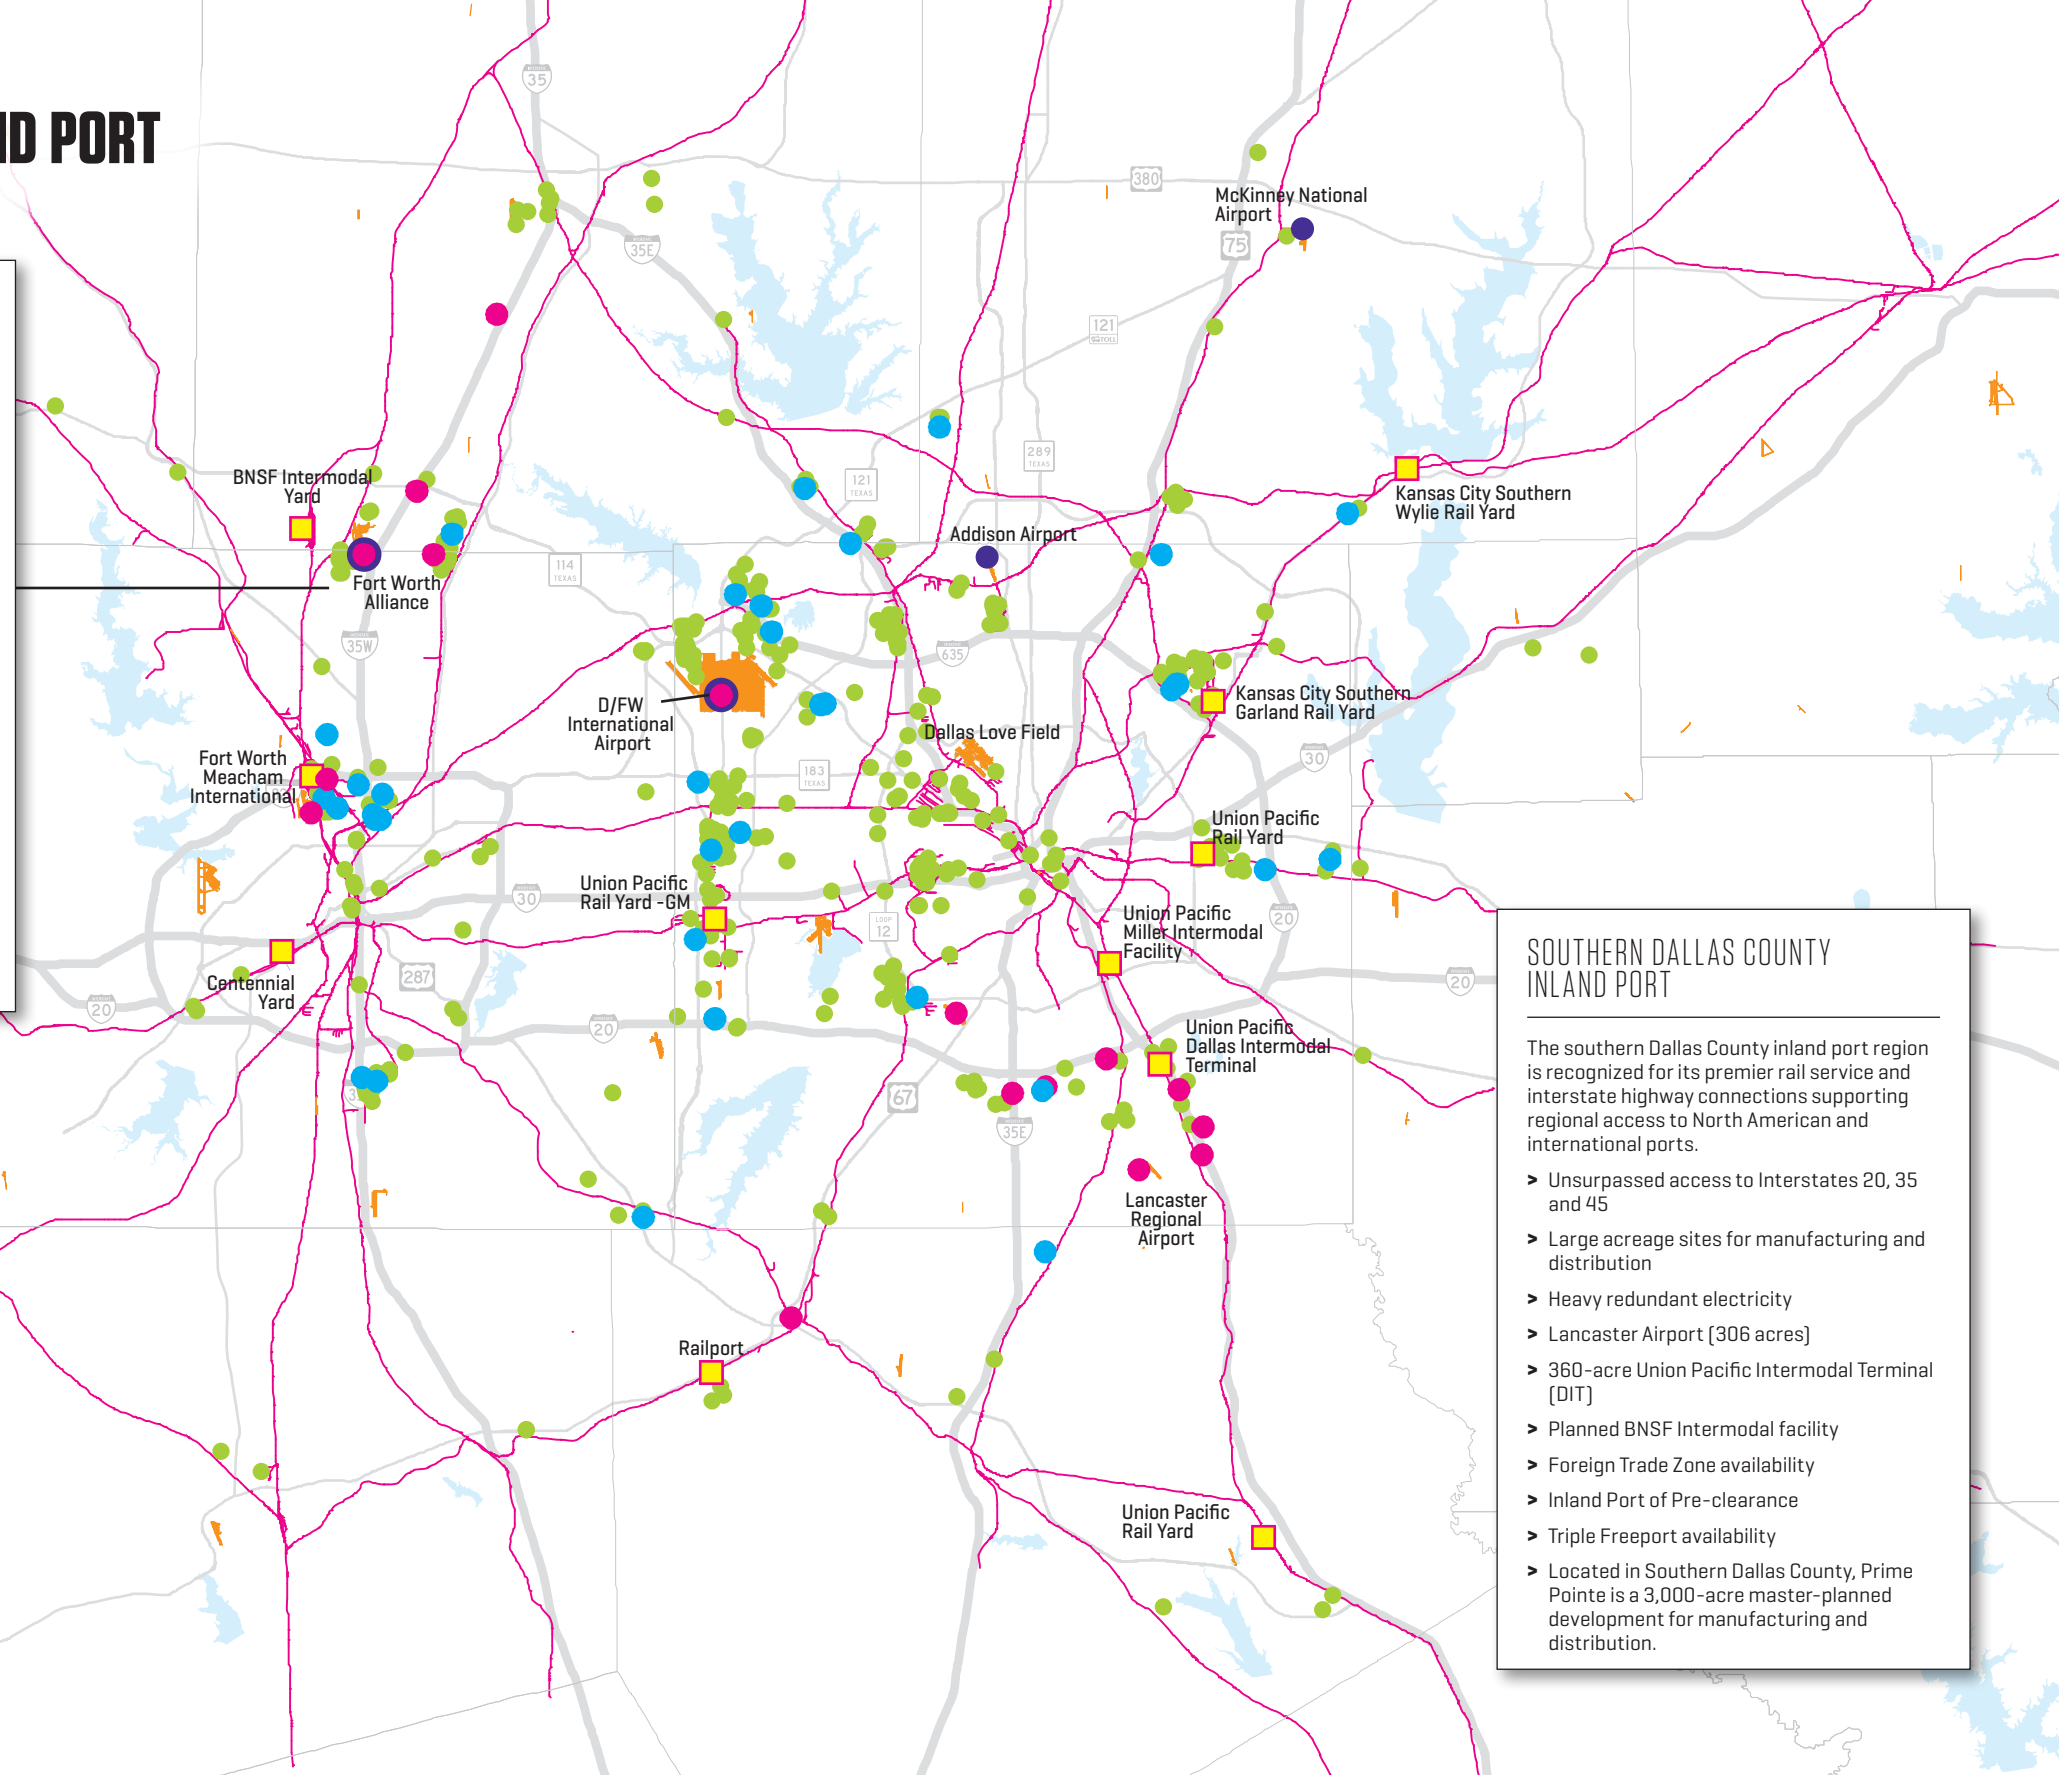 ND PORT
35
380
McKinney National
Airport
35E
75
121
TOLL
289
TEXAS
BNSF Intermodal
Yard
121
TEXAS
Kansas City Southern
Wylie Rail Yard
Addison Airport
114
TEXAS
Fort Worth
Alliance
35W
635
D/FW
International
Airport
Kansas City Southern
Garland Rail Yard
Dallas Love Field
30
Fort Worth
Meacham
International
183
TEXAS
Union Pacific
Rail Yard
Union Pacific
Rail Yard -GM
30
LOOP
12
20
Union Pacific
Miller Intermodal
Facility
Centennial
Yard
287
20
20
20
Union Pacific
Dallas Intermodal
Terminal
67
35E
Lancaster
Regional
Airport
Railport
Union Pacific
Rail Yard
SOUTHERN DALLAS COUNTY
INLAND PORT
The southern Dallas County inland port region
is recognized for its premier rail service and
interstate highway connections supporting
regional access to North American and
international ports.
> Unsurpassed access to Interstates 20, 35
and 45
> Large acreage sites for manufacturing and
distribution
> Heavy redundant electricity
> Lancaster Airport (306 acres)
> 360-acre Union Pacific Intermodal Terminal
(DIT)
> Planned BNSF Intermodal facility
> Foreign Trade Zone availability
> Inland Port of Pre-clearance
> Triple Freeport availability
> Located in Southern Dallas County, Prime
Pointe is a 3,000-acre master-planned
development for manufacturing and
distribution.